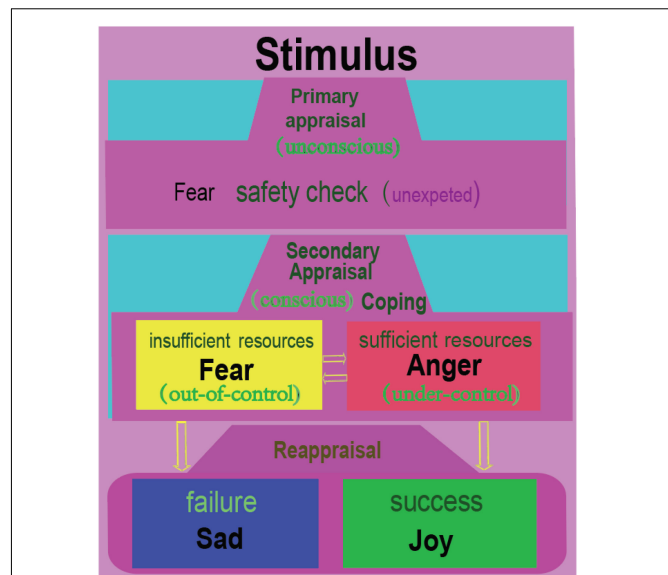 Stimulus
Primary
appraisal
(unconscious)
Fear safety check (unexpeted)
Secondary
Appraisal
(conscious) Coping
insufficient resources
Fear
(out-of-control)
sufficient resources
Anger
(under-control)
Reappraisal
failure
Sad
success
Joy